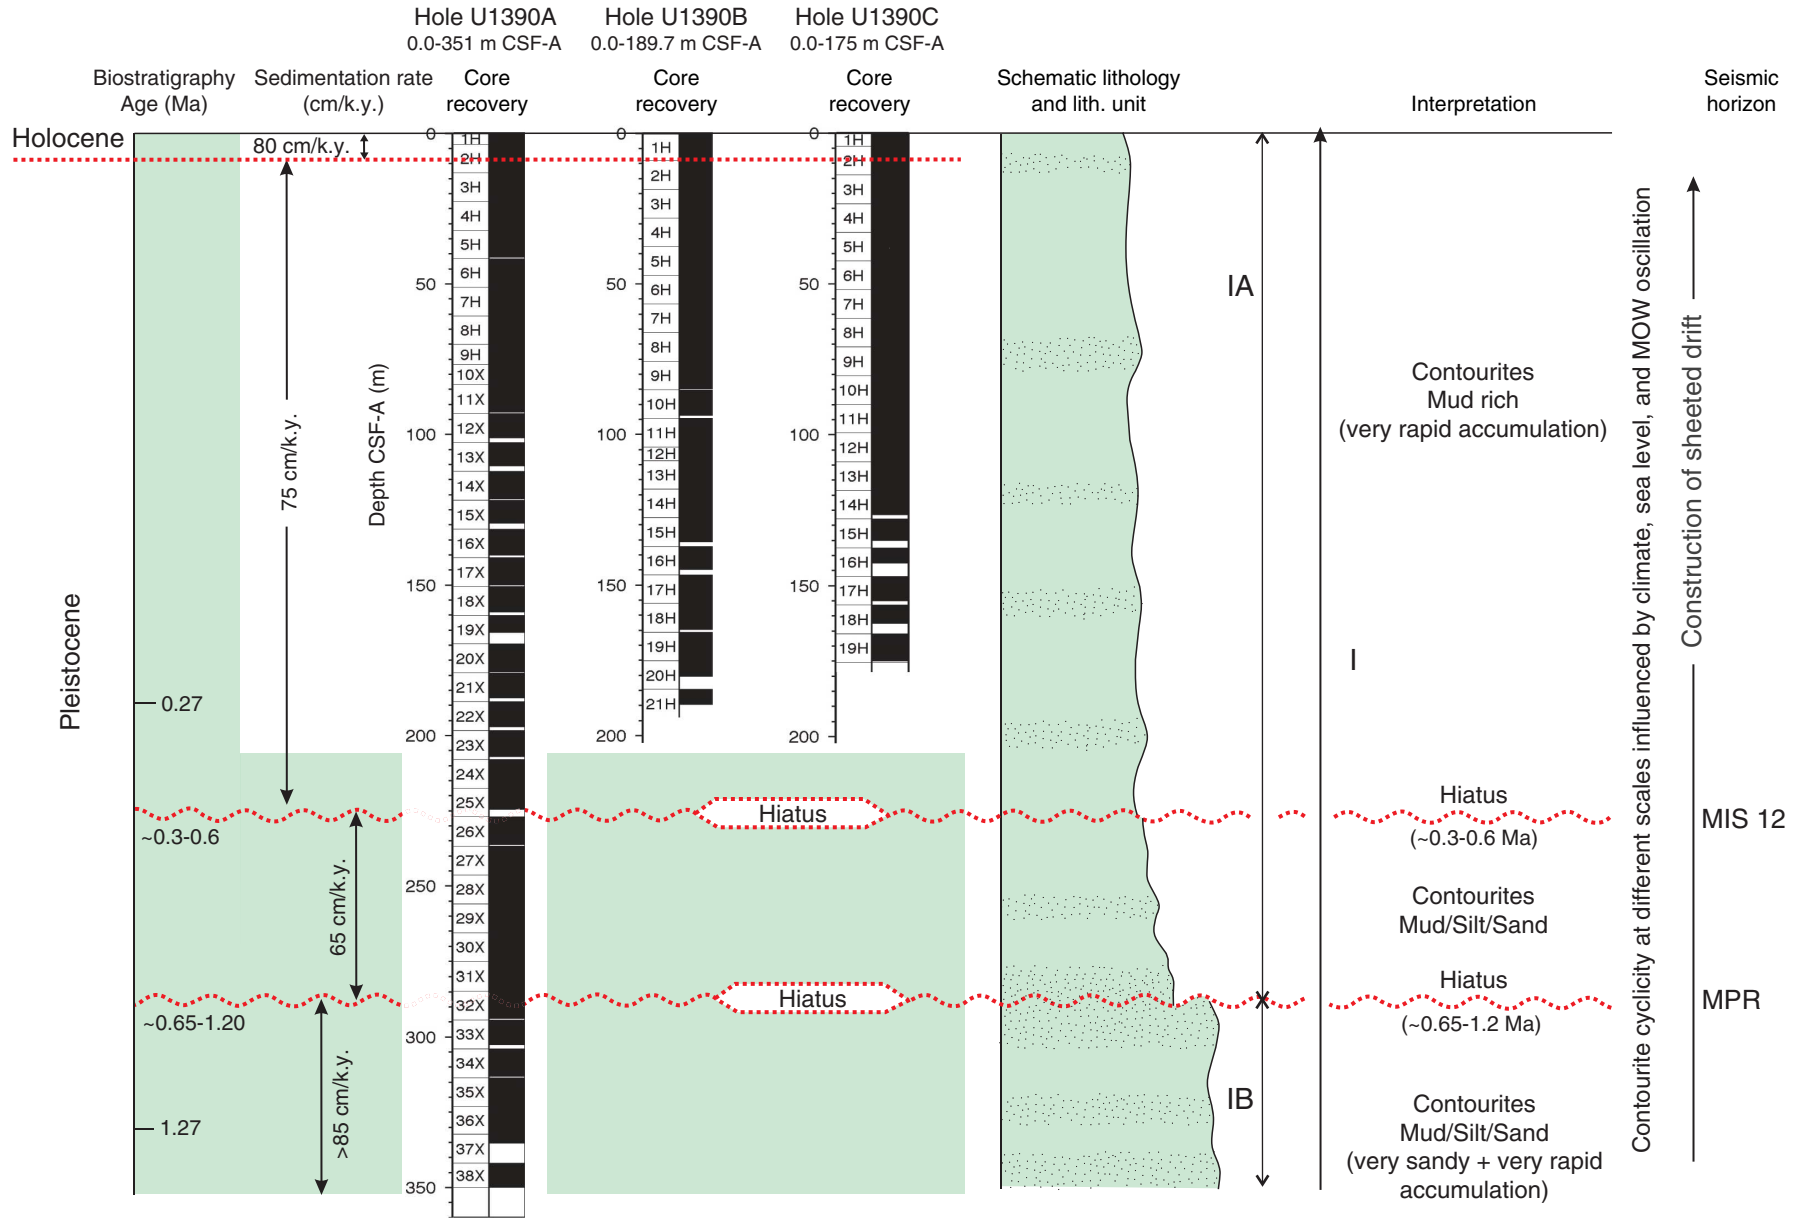 Hole U1390A
0.0-351 m CSF-A
Hole U1390B
0.0-189.7 m CSF-A
Hole U1390C
0.0-175 m CSF-A
Biostratigraphy
Age (Ma)
Sedimentation rate
(cm/k.y.)
Core
recovery
Core
recovery
Core
recovery
Schematic lithology
and lith. unit
Interpretation
Seismic
horizon
Holocene
Pleistocene
0.27
~0.3-0.6
~0.65-1.20
1.27
80 cm/k.y.
75 cm/k.y.
65 cm/k.y.
>85 cm/k.y.
Depth CSF-A (m)
0
50
100
150
200
250
300
350
1H
2H
3H
4H
5H
6H
7H
8H
9H
10X
11X
12X
13X
14X
15X
16X
17X
18X
19X
20X
21X
22X
23X
24X
25X
26X
27X
28X
29X
30X
31X
32X
33X
34X
35X
36X
37X
38X
0
50
100
150
200
1H
2H
3H
4H
5H
6H
7H
8H
9H
10H
11H
12H
13H
14H
15H
16H
17H
18H
19H
20H
21H
0
50
100
150
200
1H
2H
3H
4H
5H
6H
7H
8H
9H
10H
11H
12H
13H
14H
15H
16H
17H
18H
19H
Hiatus
Hiatus
IA
IB
I
Contourites
Mud rich
(very rapid accumulation)
Hiatus
(~0.3-0.6 Ma)
Contourites
Mud/Silt/Sand
Hiatus
(~0.65-1.2 Ma)
Contourites
Mud/Silt/Sand
(very sandy + very rapid
accumulation)
Contourite cyclicity at different scales influenced by climate, sea level, and MOW oscillation
Construction of sheeted drift
MIS 12
MPR